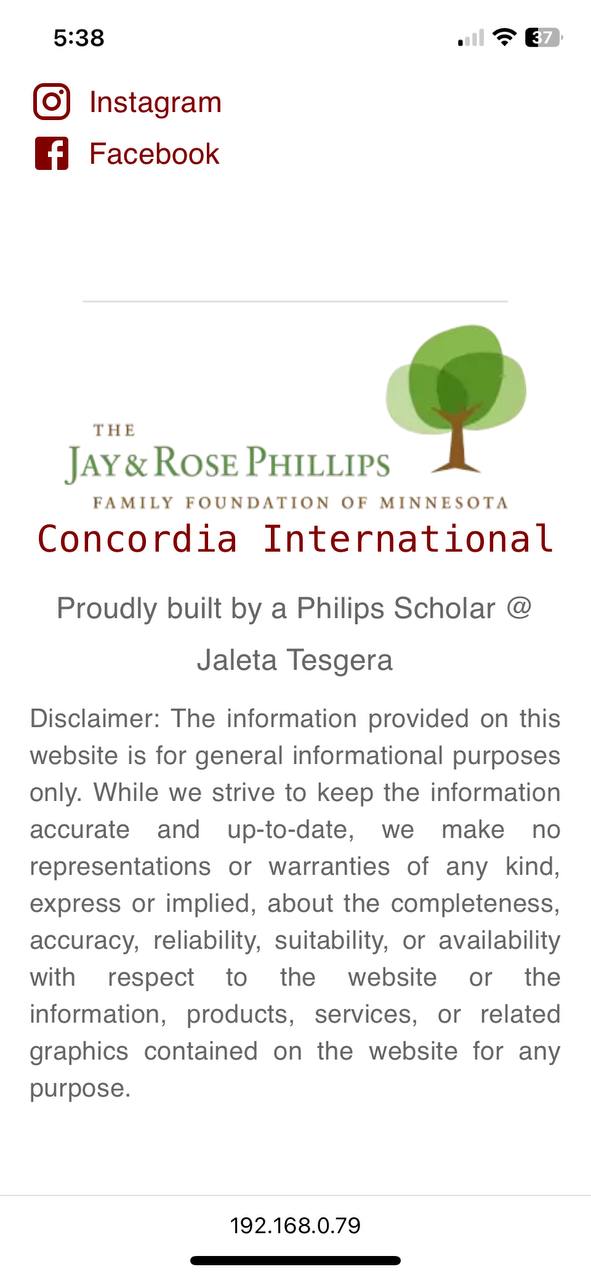 5:38
37
Instagram
Facebook
THE
JAY & ROSE PHILLIPS
FAMILY FOUNDATION OF MINNESOTA
Concordia International
Proudly built by a Philips Scholar @
Jaleta Tesgera
Disclaimer: The information provided on this
website is for general informational purposes
only. While we strive to keep the information
accurate and up-to-date, we make no
representations or warranties of any kind,
express or implied, about the completeness,
accuracy, reliability, suitability, or availability
with respect to the website or the
information, products, services, or related
graphics contained on the website for any
purpose.
192.168.0.79